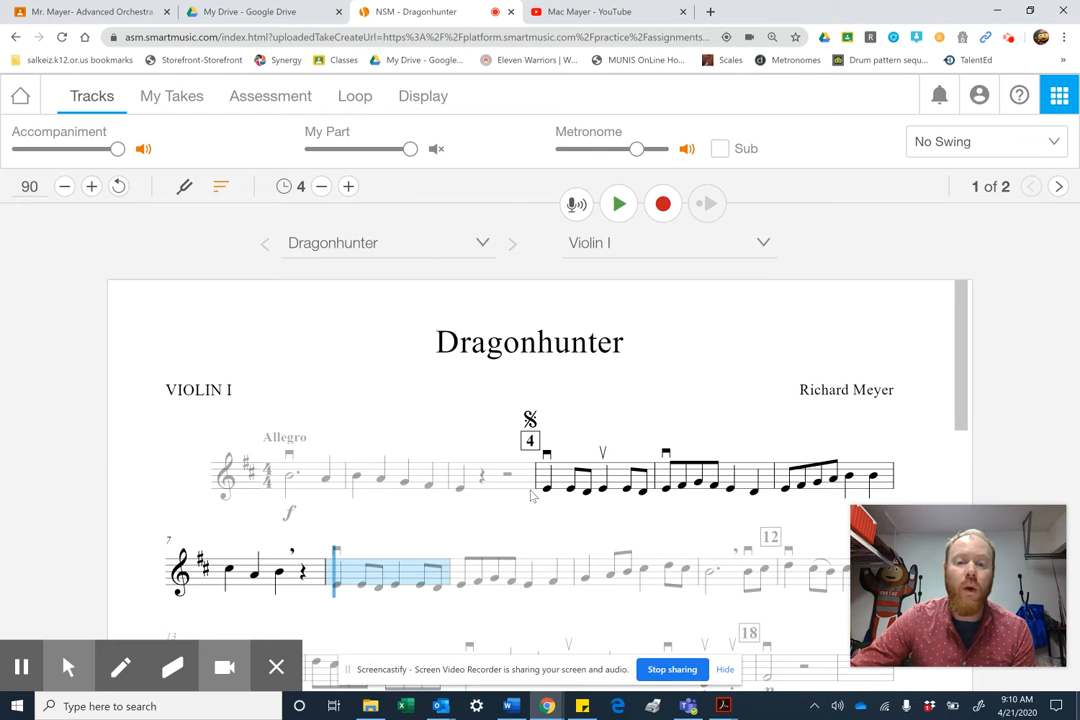 Mr. Mayer- Advanced Orchestra
My Drive - Google Drive
NSM - Dragonhunter
Mac Mayer - YouTube
asm.smartmusic.com/index.html?uploadedTakeCreateUrl=https%3A%2F%2Fplatform.smartmusic.com%2Fpractice%2Fassignments...
salkeiz.k12.or.us bookmarks
Storefront-Storefront
Synergy
Classes
My Drive - Google...
Eleven Warriors | W...
MUNIS OnLine Ho...
Scales
Metronomes
Drum pattern sequ...
TalentEd
Tracks
My Takes
Assessment
Loop
Display
Accompaniment
My Part
Metronome
Sub
No Swing
90
4
1 of 2
Dragonhunter
Violin I
Dragonhunter
VIOLIN I
Richard Meyer
4
Allegro
f
7
12
13
18
Screencastify - Screen Video Recorder is sharing your screen and audio.
Stop sharing
Hide
Type here to search
9:10 AM
4/21/2020